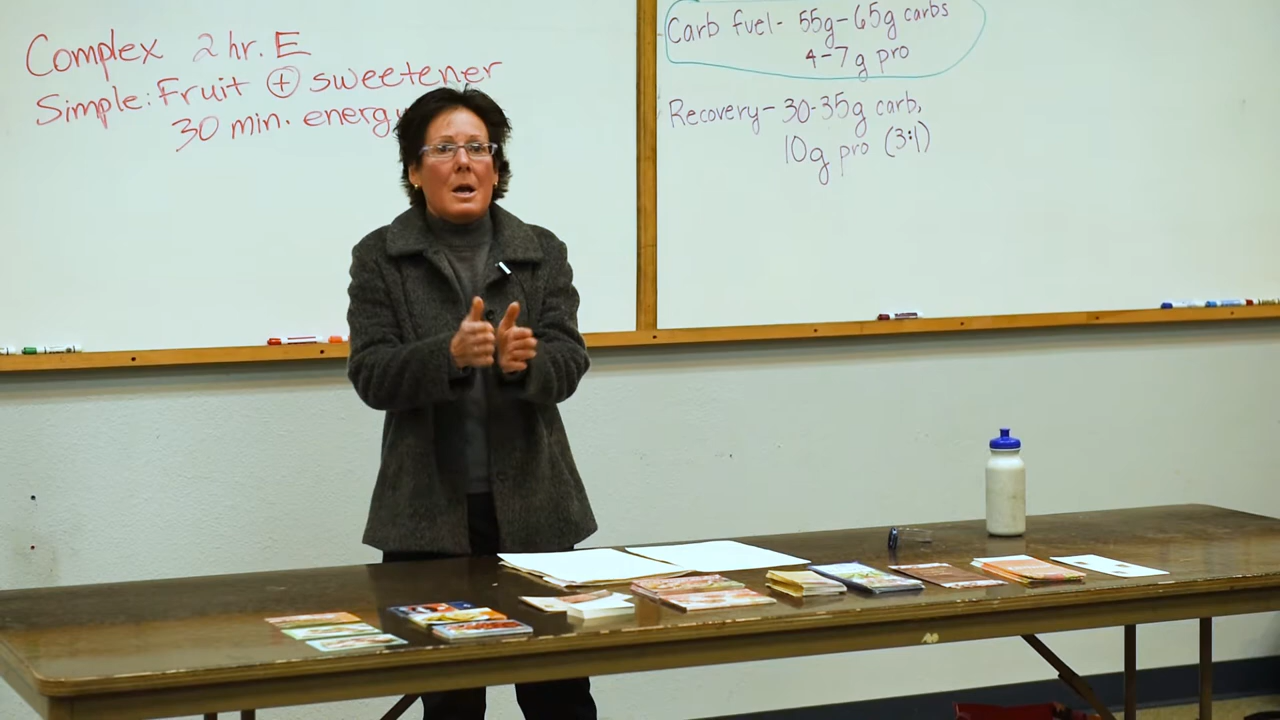 Complex 2 hr. E
Simple: Fruit + sweetener
30 min. energy
Carb fuel- 55g-65g carbs
4-7g pro
Recovery- 30-35g carb,
10g pro (3:1)